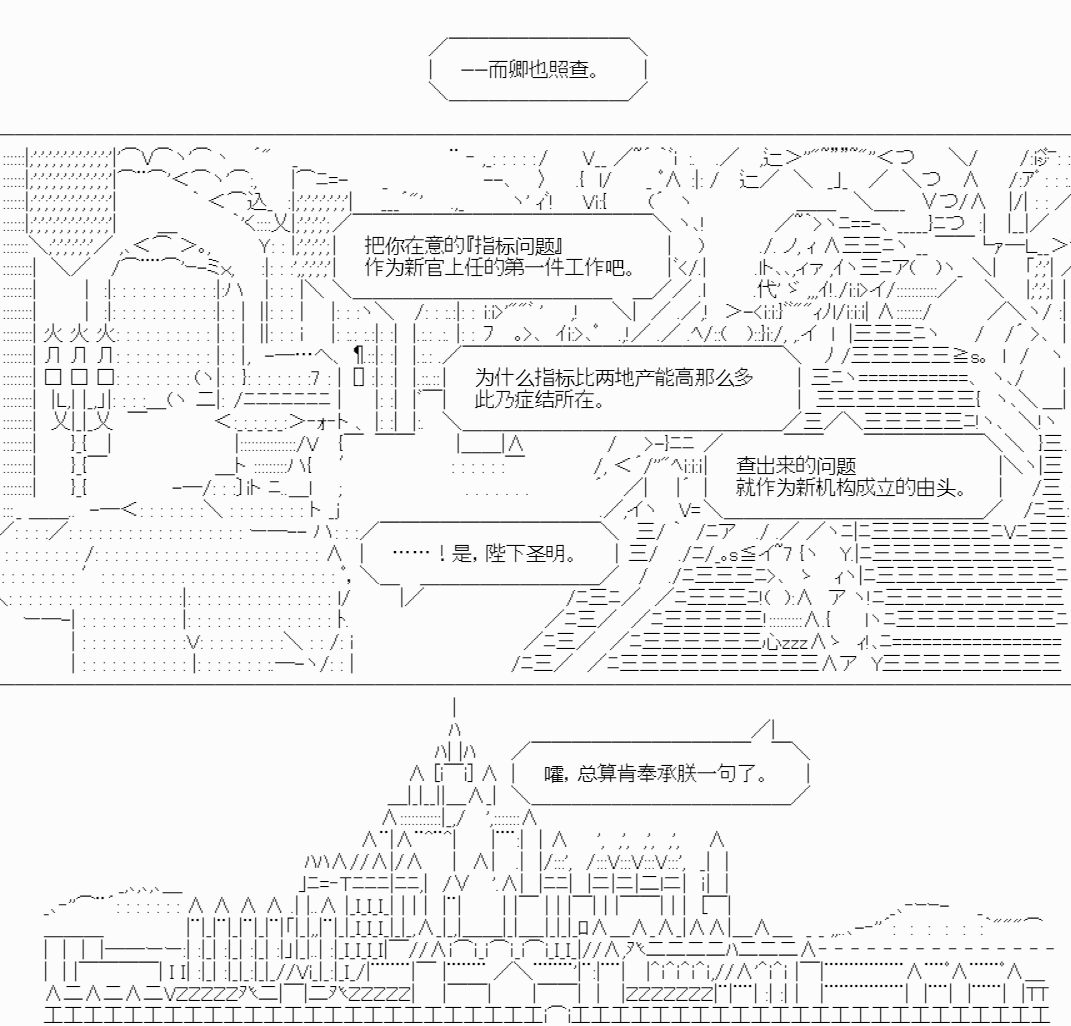 ——而卿也照查。
把你在意的『指标问题』
作为新官上任的第一件工作吧。
为什么指标比两地产能高那么多
此乃症结所在。
查出来的问题
就作为新机构成立的由头。
……！是，陛下圣明。
嚯，总算肯奉承朕一句了。